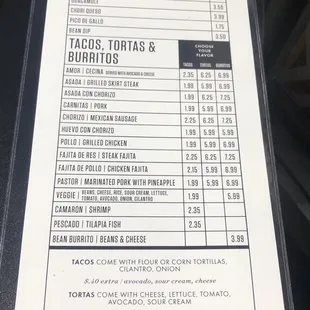 GUACAMOLE
CHORI QUESO 3.50
PICO DE GALLO 1.75
BEAN DIP 5.50
TACOS, TORTAS &
BURRITOS
CHOOSE
YOUR
FLAVOR
TACOS TORTAS BURRITOS
AMOR | CECINA SERVED WITH AVOCADO & CHEESE 2.35 6.25 6.99
ASADA | GRILLED SKIRT STEAK 1.99 5.99 6.99
ASADA CON CHORIZO 2.25 6.25 7.25
CARNITAS | PORK 1.99 5.99 6.99
CHORIZO | MEXICAN SAUSAGE 2.25 6.25 7.25
HUEVO CON CHORIZO 1.99 5.99
POLLO | GRILLED CHICKEN 1.99 5.99 6.99
FAJITA DE RES | STEAK FAJITA 2.25 6.25 7.25
FAJITA DE POLLO | CHICKEN FAJITA 2.15 5.99 6.99
PASTOR | MARINATED PORK WITH PINEAPPLE 1.99 5.99 6.99
VEGGIE | BEANS, CHEESE, RICE, SOUR CREAM, LETTUCE, TOMATO, AVOCADO, ONION, CILANTRO 1.99 5.99
CAMARON | SHRIMP 2.35
PESCADO | TILAPIA FISH 2.35
BEAN BURRITO | BEANS & CHEESE 3.99
TACOS COME WITH FLOUR OR CORN TORTILLAS,
CILANTRO, ONION
$.40 extra / avocado, sour cream, cheese
TORTAS COME WITH CHEESE, LETTUCE, TOMATO,
AVOCADO, SOUR CREAM